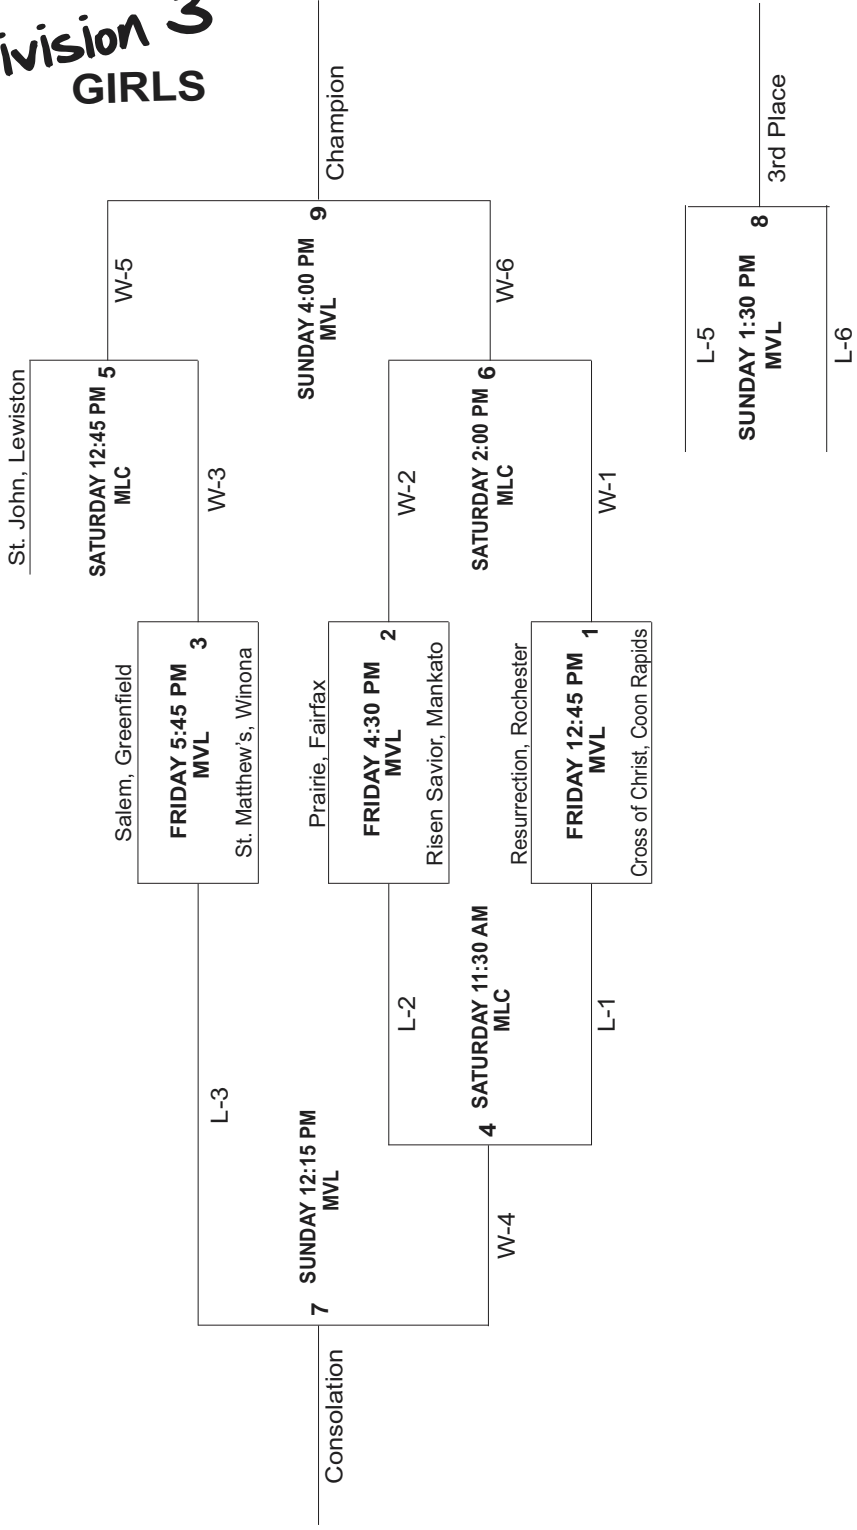 ivision 3
GIRLS
St. John, Lewiston
SATURDAY 12:45 PM
MLC
5
W-5
Salem, Greenfield
FRIDAY 5:45 PM
MVL
3
St. Matthew's, Winona
W-3
L-3
SUNDAY 4:00 PM
MVL
9
Champion
SUNDAY 12:15 PM
MVL
7
Consolation
Prairie, Fairfax
FRIDAY 4:30 PM
MVL
2
Risen Savior, Mankato
W-2
L-2
SATURDAY 2:00 PM
MLC
6
W-6
SATURDAY 11:30 AM
MLC
4
W-4
Resurrection, Rochester
FRIDAY 12:45 PM
MVL
1
Cross of Christ, Coon Rapids
W-1
L-1
L-5
SUNDAY 1:30 PM
MVL
8
3rd Place
L-6